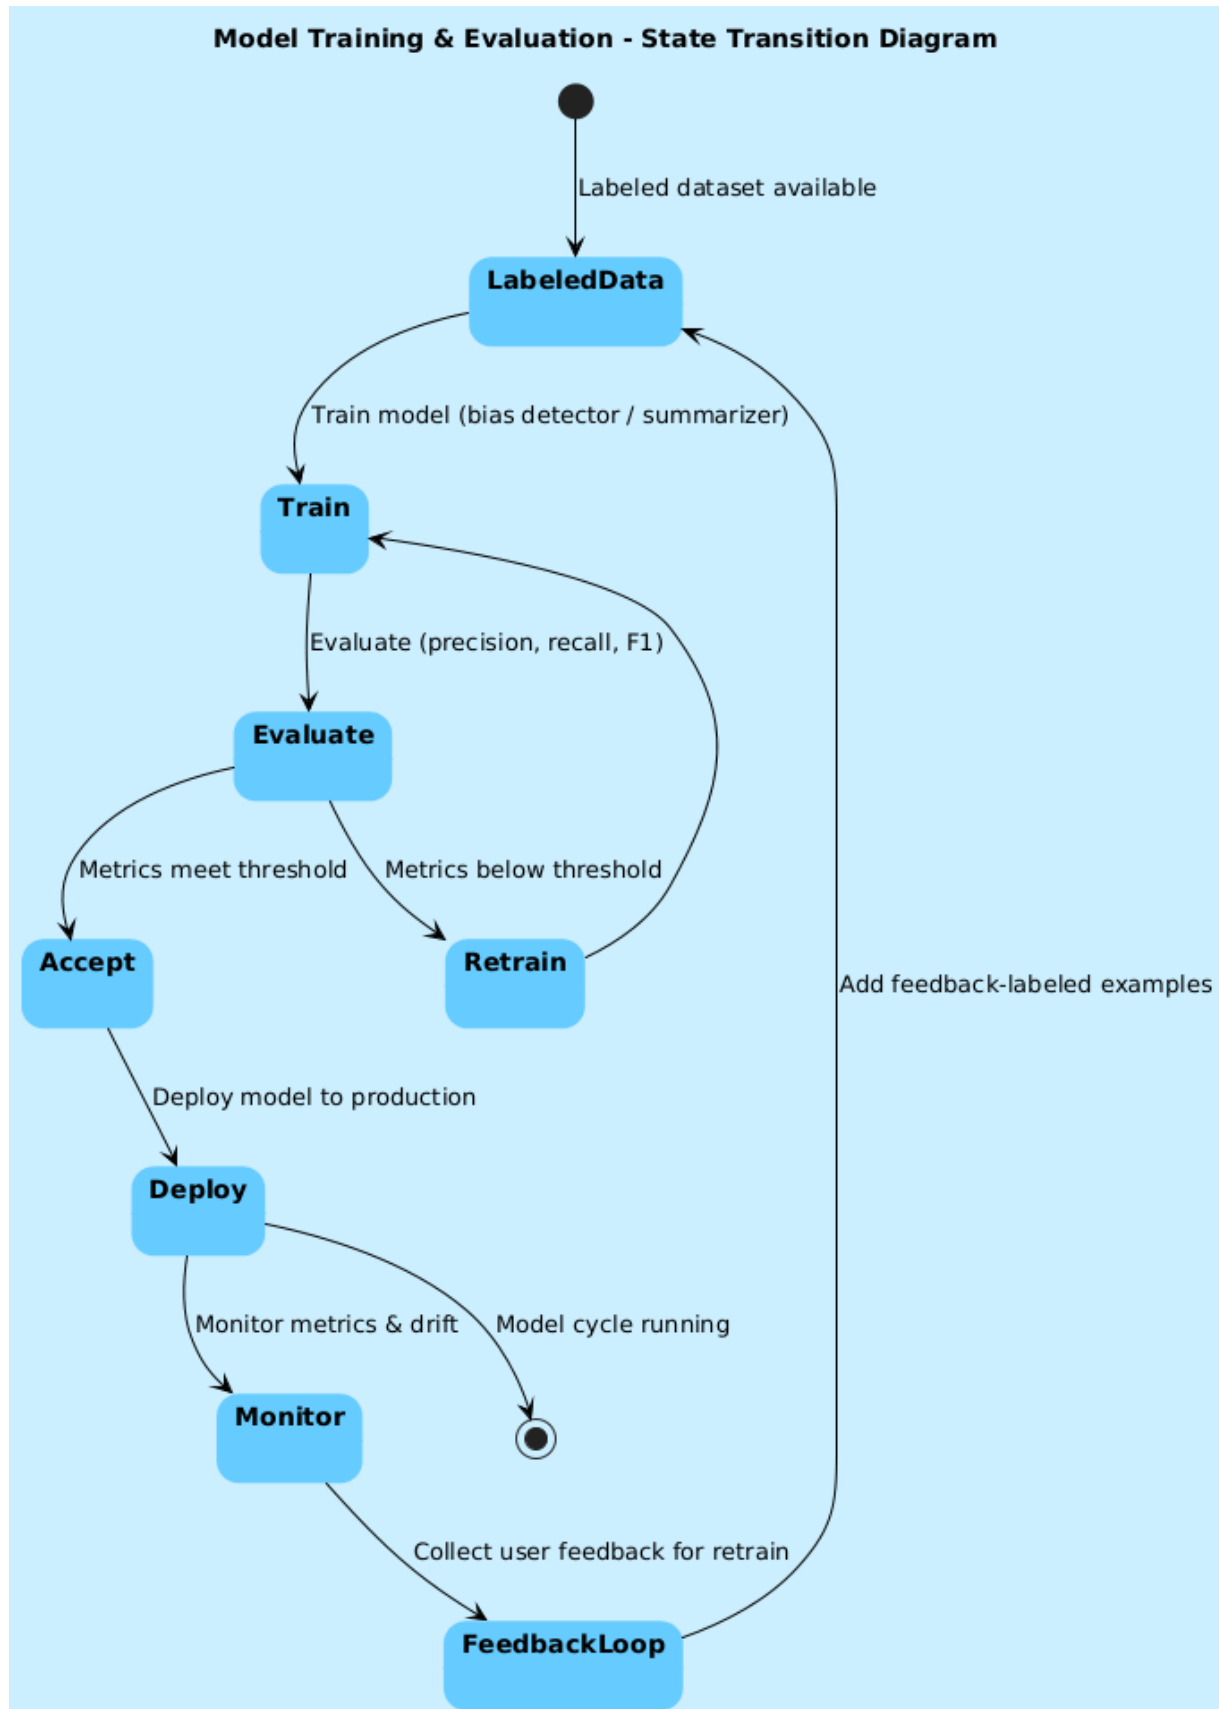 Model Training & Evaluation - State Transition Diagram
Labeled dataset available
LabeledData
Train model (bias detector / summarizer)
Train
Evaluate (precision, recall, F1)
Evaluate
Metrics meet threshold
Metrics below threshold
Accept
Retrain
Add feedback-labeled examples
Deploy model to production
Deploy
Monitor metrics & drift
Model cycle running
Monitor
Collect user feedback for retrain
FeedbackLoop